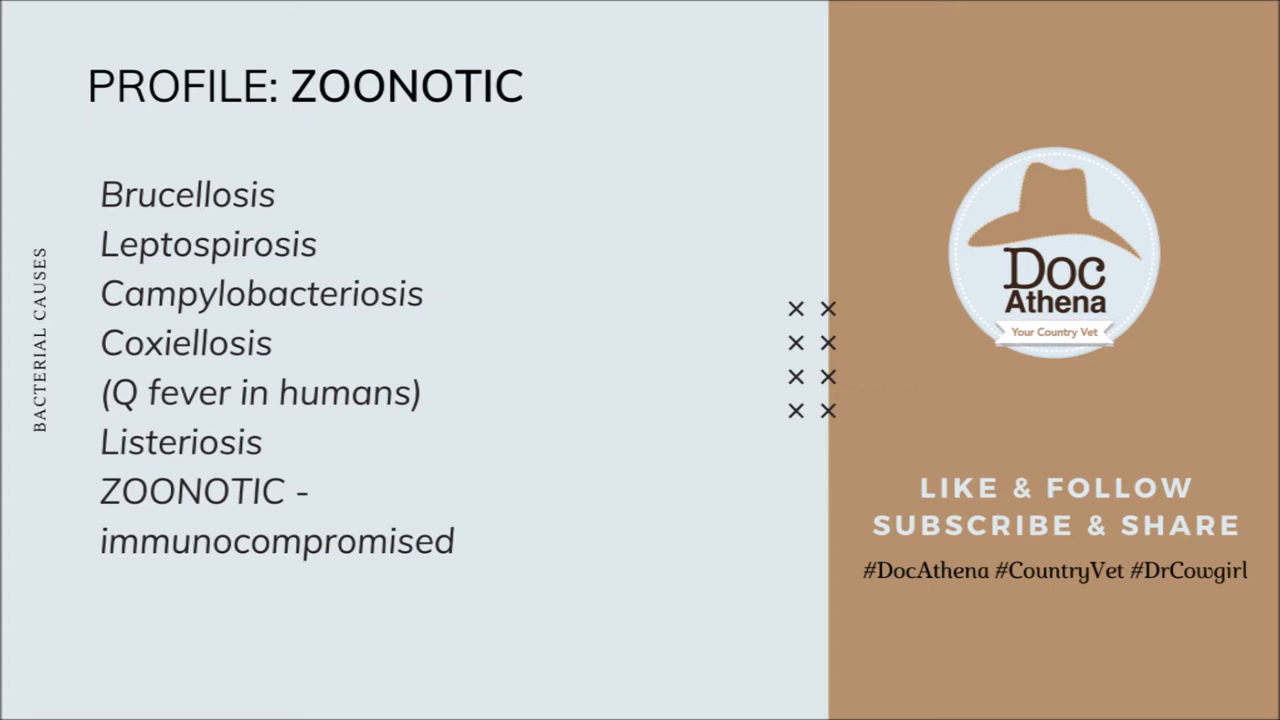 PROFILE: ZOONOTIC
BACTERIAL CAUSES
Brucellosis
Leptospirosis
Campylobacteriosis
Coxiellosis
(Q fever in humans)
Listeriosis
ZOONOTIC -
immunocompromised
Doc
Athena
Your Country Vet
LIKE & FOLLOW
SUBSCRIBE & SHARE
#DocAthena #CountryVet #DrCowgirl